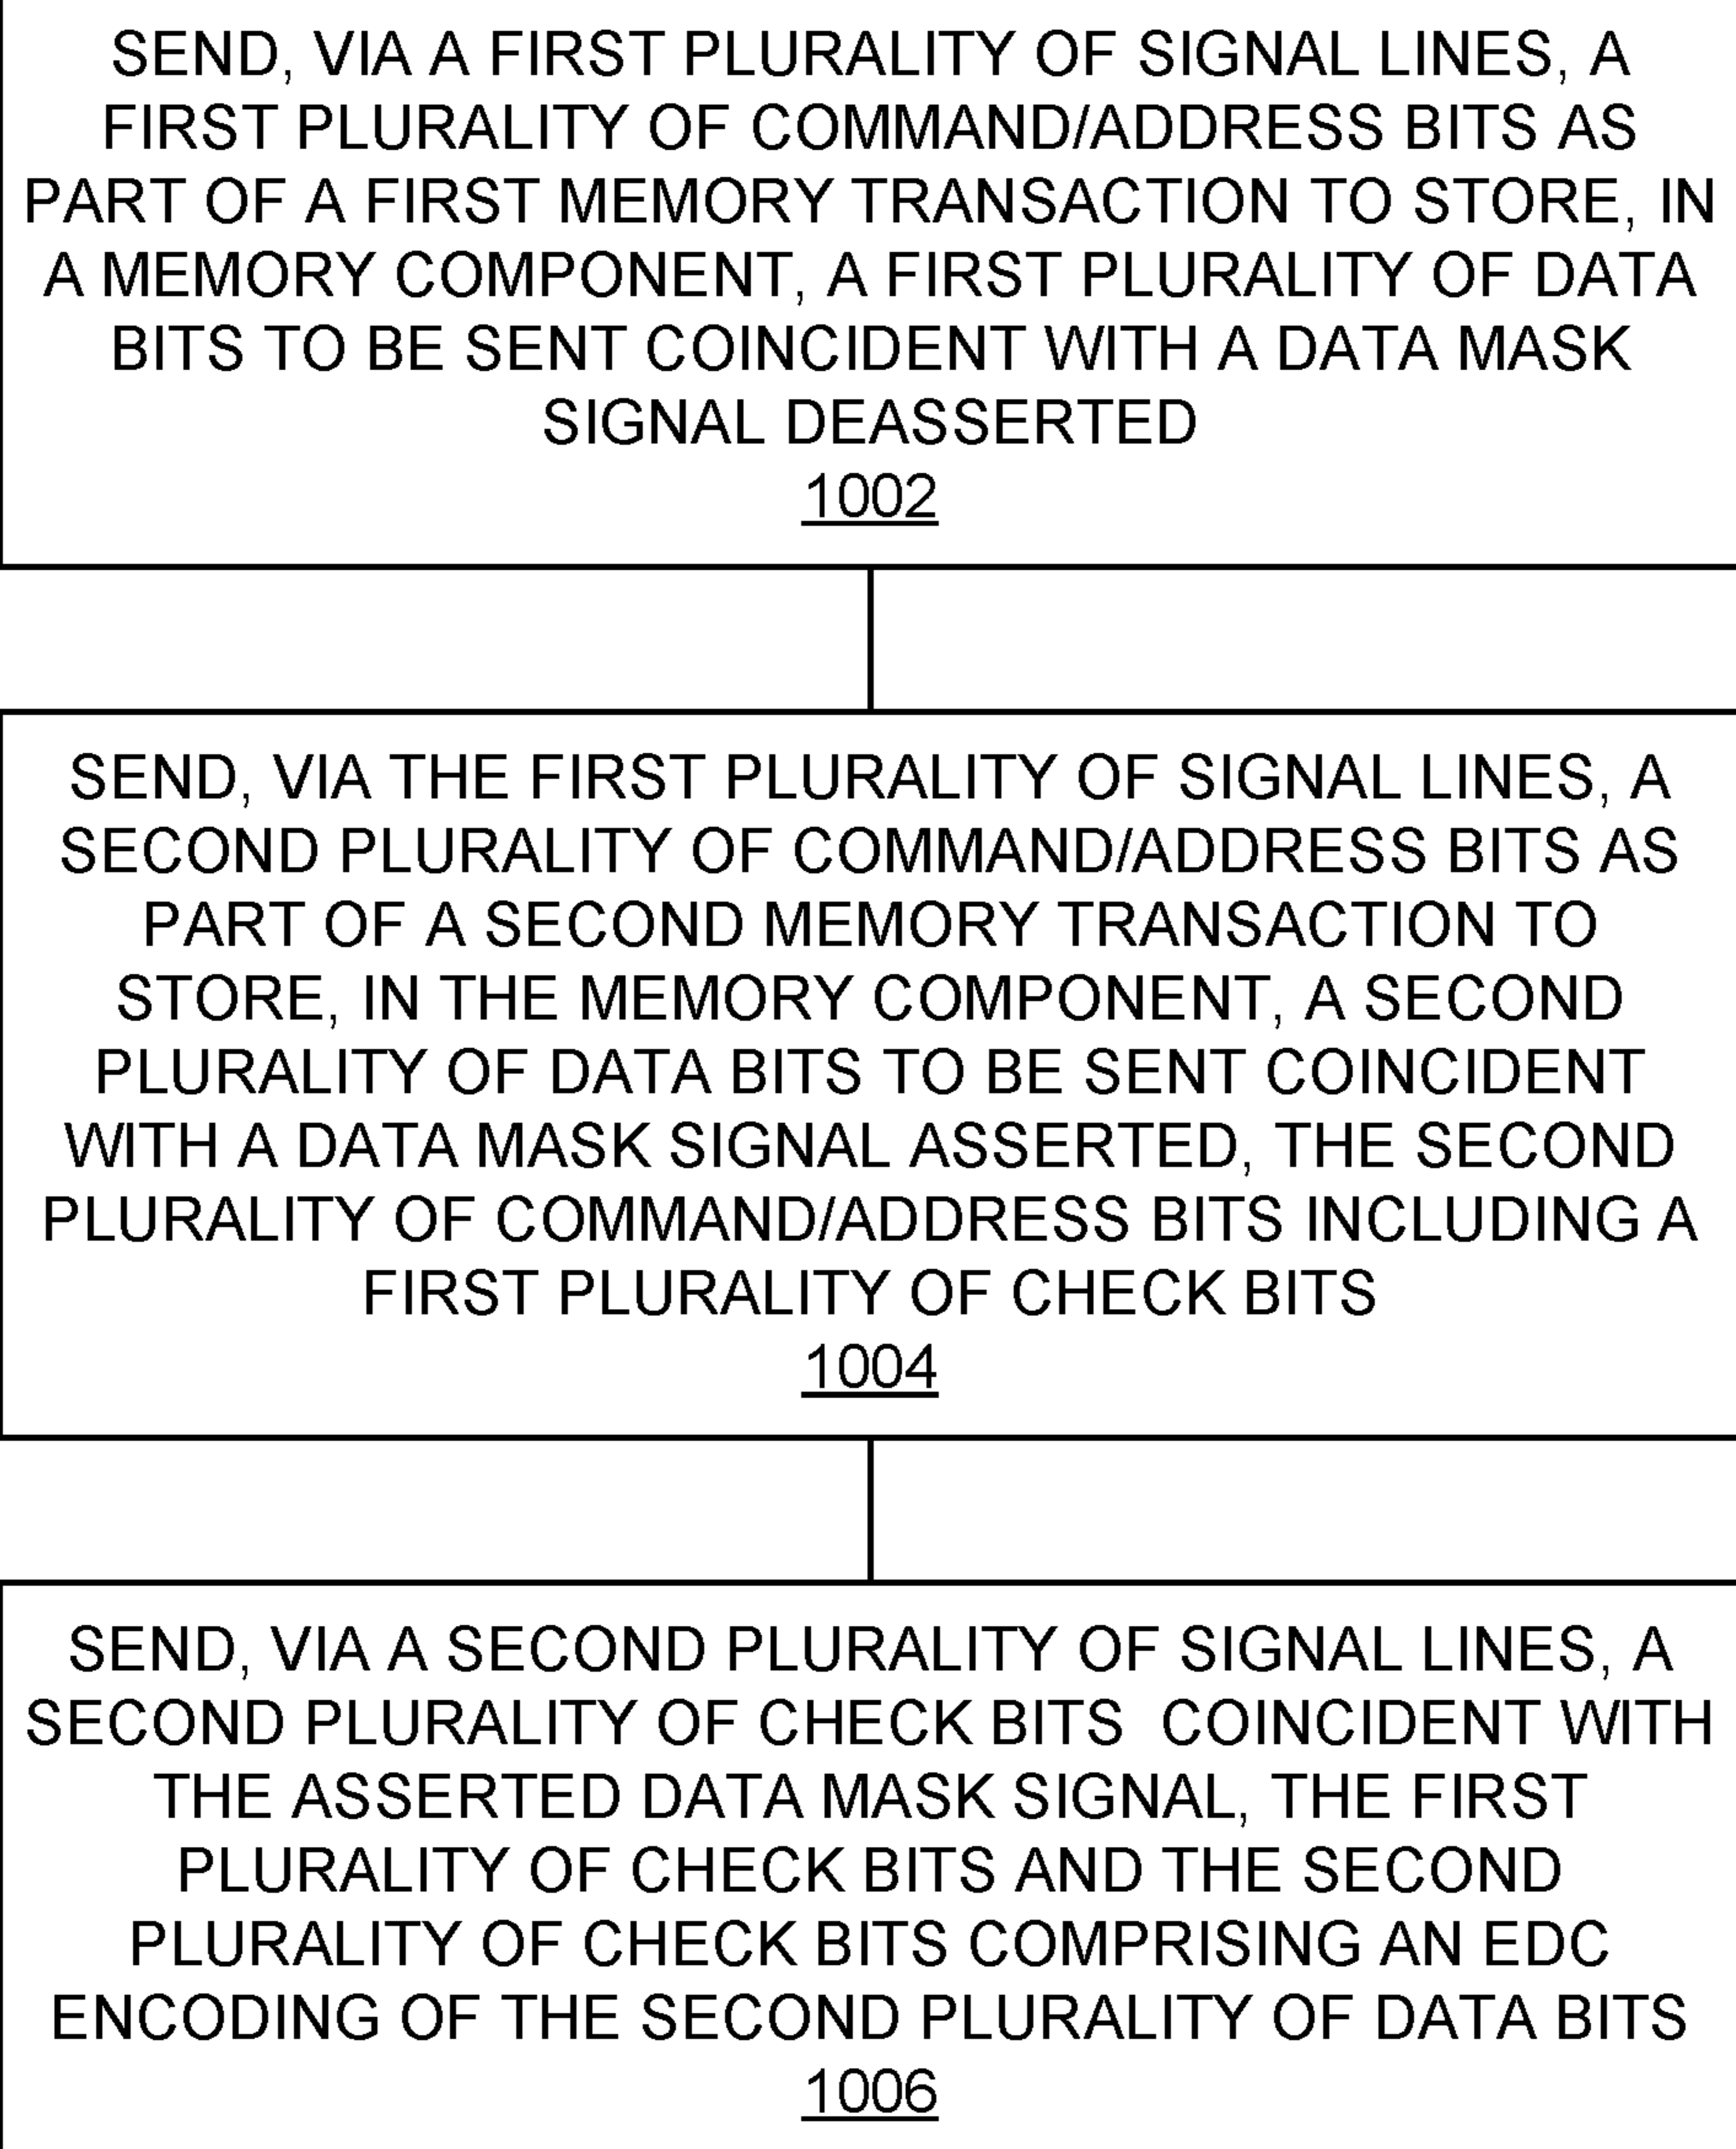 SEND, VIA A FIRST PLURALITY OF SIGNAL LINES, A
FIRST PLURALITY OF COMMAND/ADDRESS BITS AS
PART OF A FIRST MEMORY TRANSACTION TO STORE, IN
A MEMORY COMPONENT, A FIRST PLURALITY OF DATA
BITS TO BE SENT COINCIDENT WITH A DATA MASK
SIGNAL DEASSERTED
1002
SEND, VIA THE FIRST PLURALITY OF SIGNAL LINES, A
SECOND PLURALITY OF COMMAND/ADDRESS BITS AS
PART OF A SECOND MEMORY TRANSACTION TO
STORE, IN THE MEMORY COMPONENT, A SECOND
PLURALITY OF DATA BITS TO BE SENT COINCIDENT
WITH A DATA MASK SIGNAL ASSERTED, THE SECOND
PLURALITY OF COMMAND/ADDRESS BITS INCLUDING A
FIRST PLURALITY OF CHECK BITS
1004
SEND, VIA A SECOND PLURALITY OF SIGNAL LINES, A
SECOND PLURALITY OF CHECK BITS COINCIDENT WITH
THE ASSERTED DATA MASK SIGNAL, THE FIRST
PLURALITY OF CHECK BITS AND THE SECOND
PLURALITY OF CHECK BITS COMPRISING AN EDC
ENCODING OF THE SECOND PLURALITY OF DATA BITS
1006